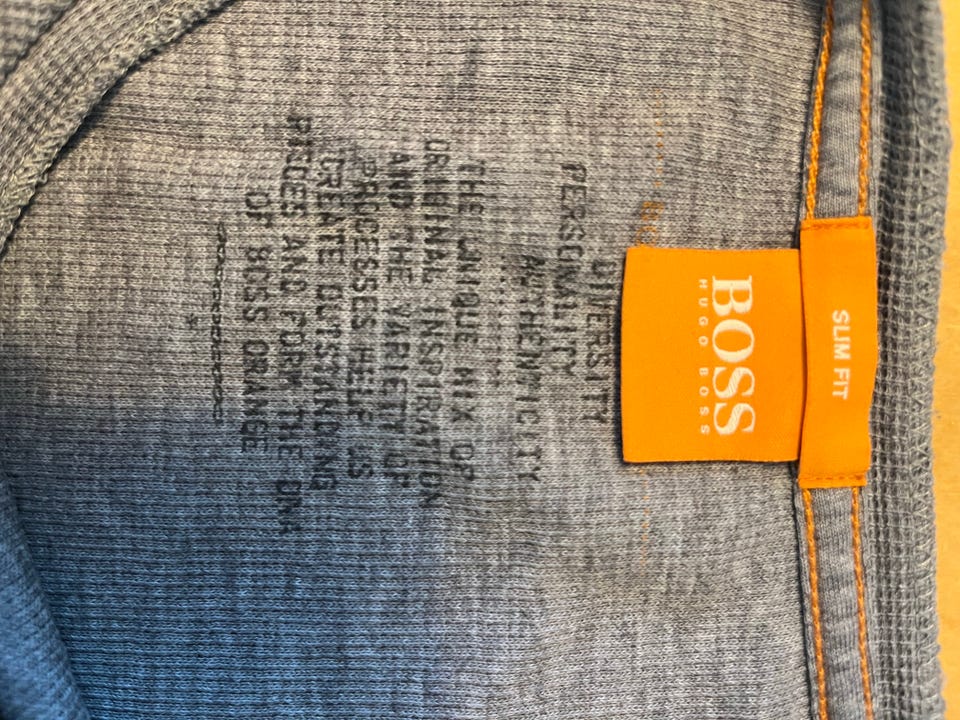 SLIM FIT
BOSS
HUGO BOSS
DIVERSITY
PERSONALITY
AUTHENTICITY
THE UNIQUE MIX OF
ORIGINAL INSPIRATION
AND THE VARIETY OF
PROCESSES HELP US
CREATE OUTSTANDING
PIECES AND FORM THE DNA
OF BOSS ORANGE